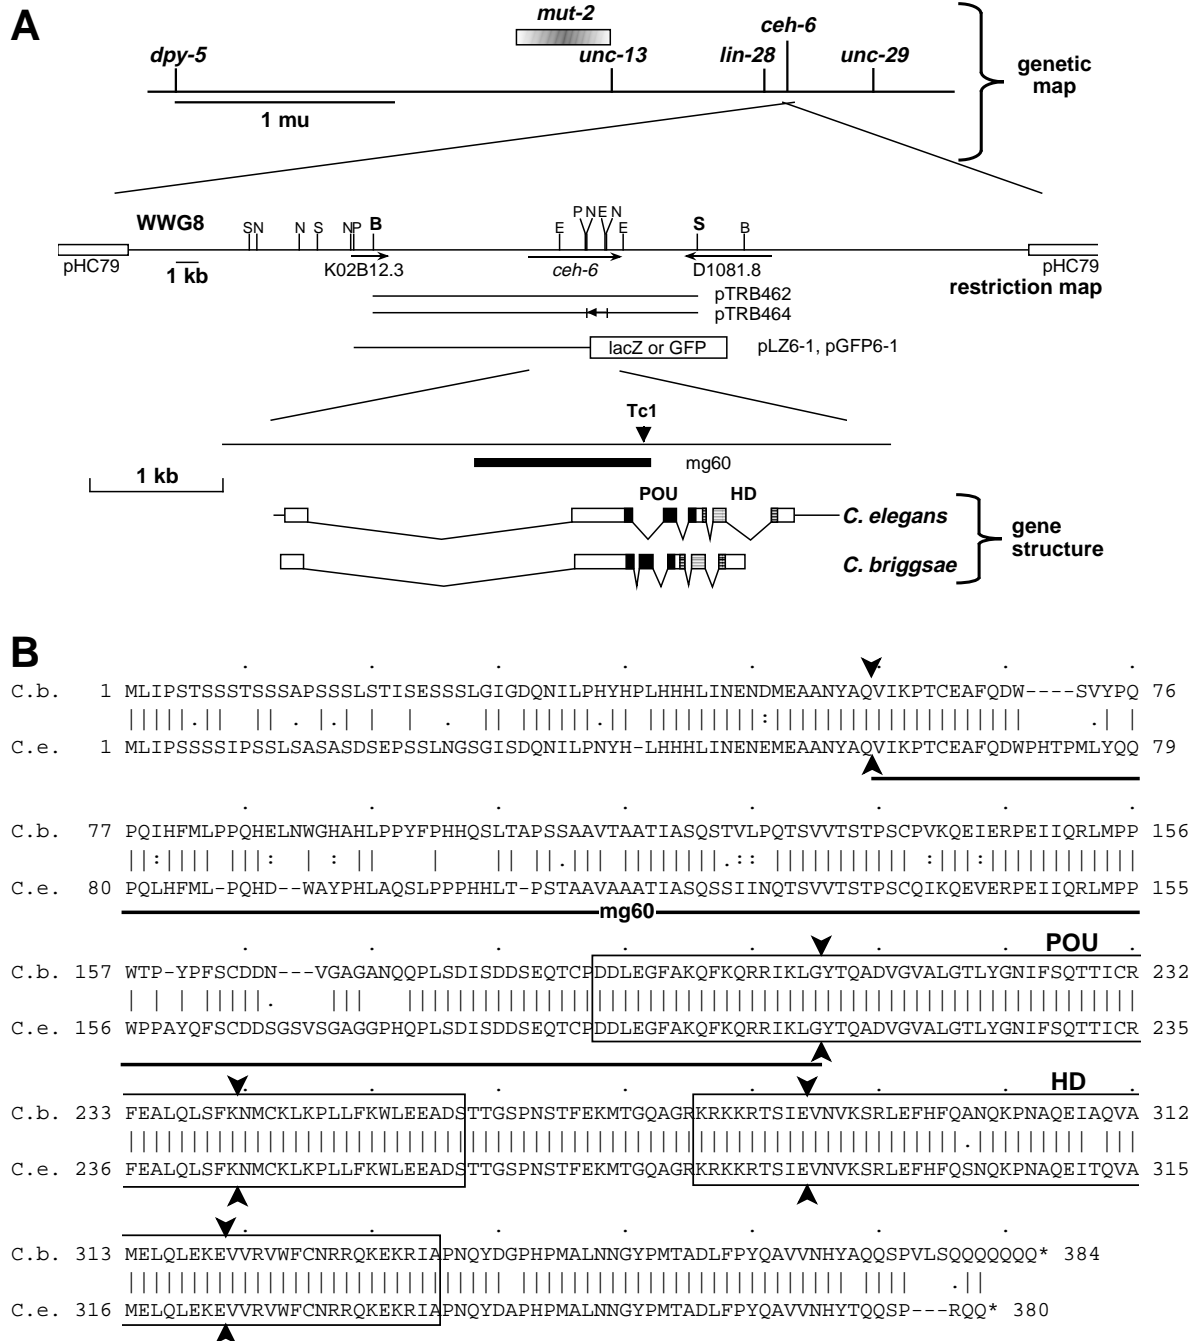 A
mut-2
ceh-6
dpy-5
unc-13
lin-28
unc-29
genetic
map
1 mu
P N E N
WWG8
S N N S N P B E E S B
pHC79
1 kb
K02B12.3
ceh-6
D1081.8
pHC79
restriction map
pTRB462
pTRB464
lacZ or GFP
pLZ6-1, pGFP6-1
Tc1
mg60
1 kb
POU
HD
C. elegans
gene
structure
C. briggsae
B
C.b. 1 MLIPSTSSSTSSSAPSSSLSTISESSSLGIGDQNILPHYHPLHHHLINENDMEAANYAQVIKPTCEAFQDW----SVYPQ 76
C.e. 1 MLIPSSSSIPSSLSASASDSEPSSLNGSGISDQNILPNYH-LHHHLINENEMEAANYAQVIKPTCEAFQDWPHTPMLYQQ 79
C.b. 77 PQIHFMLPPQHELNWGHAHLPPYFPHHQSLTAPSSAAVTAATIASQSTVLPQTSVVTSTPSCPVKQEIERPEIIQRLMPP 156
C.e. 80 PQLHFML-PQHD--WAYPHLAQSLPPPHHLT-PSTAAVAAATIASQSSIINQTSVVTSTPSCQIKQEVERPEIIQRLMPP 155
mg60
POU
C.b. 157 WTP-YPFSCDDN---VGAGANQQPLSDISDDSEQTCPDDLEGFAKQFKQRRIKLGYTQADVGVALGTLYGNIFSQTTICR 232
C.e. 156 WPPAYQFSCDDSGSVSGAGGPHQPLSDISDDSEQTCPDDLEGFAKQFKQRRIKLGYTQADVGVALGTLYGNIFSQTTICR 235
HD
C.b. 233 FEALQLSFKNMCKLKPLLFKWLEEADSTTGSPNSTFEKMTGQAGRKRKKRTSIEVNVKSRLEFHFQANQKPNAQEIAQVA 312
C.e. 236 FEALQLSFKNMCKLKPLLFKWLEEADSTTGSPNSTFEKMTGQAGRKRKKRTSIEVNVKSRLEFHFQSNQKPNAQEITQVA 315
C.b. 313 MELQLEKEVVRVWFCNRRQKEKRIAPNQYDGPHPMALNNGYPMTADLFPYQAVVNHYAQQSPVLSQQQQQQQ* 384
C.e. 316 MELQLEKEVVRVWFCNRRQKEKRIAPNQYDAPHPMALNNGYPMTADLFPYQAVVNHYTQQSP---RQQ* 380